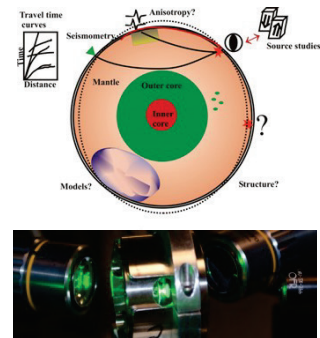 Travel time
curves
Time
Distance
Seismometry
Anisotropy?
Source studies
Mantle
Outer core
Inner
core
?
Models?
Structure?